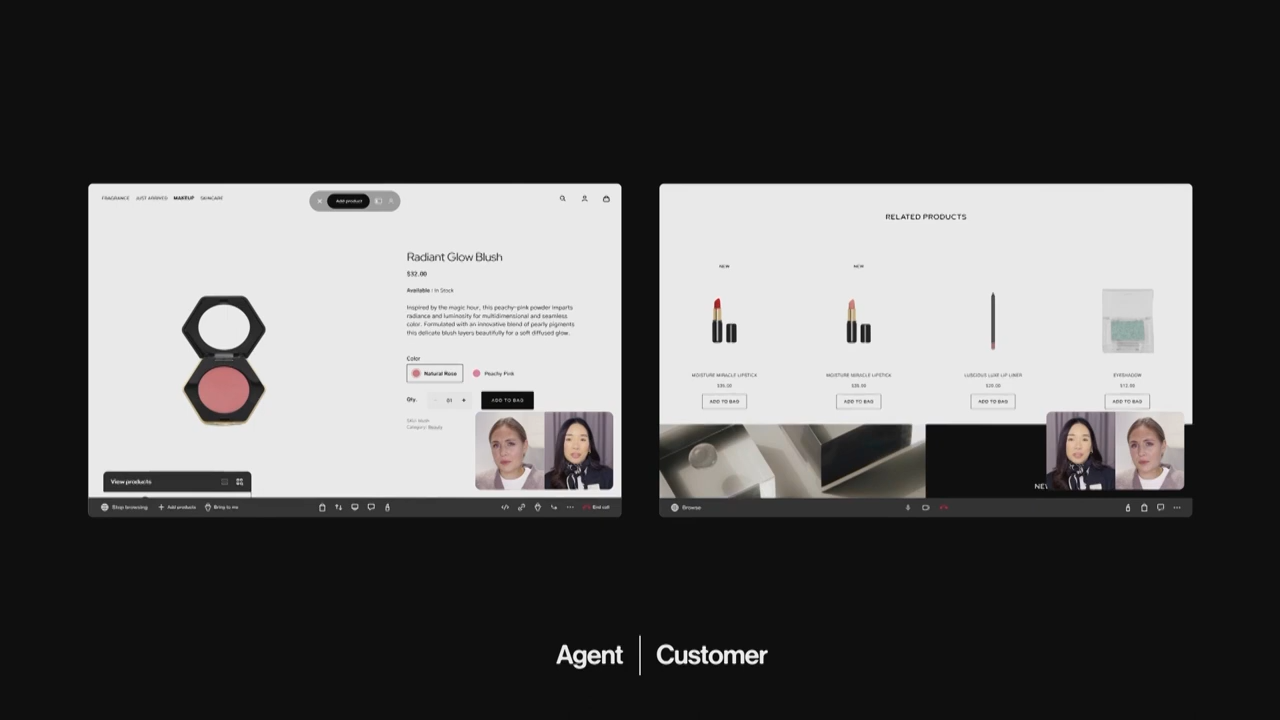 FRAGRANCE JUST ARRIVED MAKEUP SKINCARE
Add product
Radiant Glow Blush
$32.00
Available / In Stock
Inspired by the magic hour, this peachy-pink powder imparts
radiance and luminosity for multidimensional and seamless
color. Formulated with an innovative blend of pearly pigments
this delicate blush layers beautifully for a soft diffused glow.
Color
Natural Rose
Peachy Pink
Qty.
- 01 +
ADD TO BAG
Category: Beauty
View products
Stop browsing
Add products
Bring to me
End call
RELATED PRODUCTS
NEW
NEW
MOISTURE MIRACLE LIPSTICK
MOISTURE MIRACLE LIPSTICK
LUSCIOUS LUXE LIP LINER
EYESHADOW
$12.00
ADD TO BAG
ADD TO BAG
ADD TO BAG
ADD TO BAG
Browse
Agent
Customer